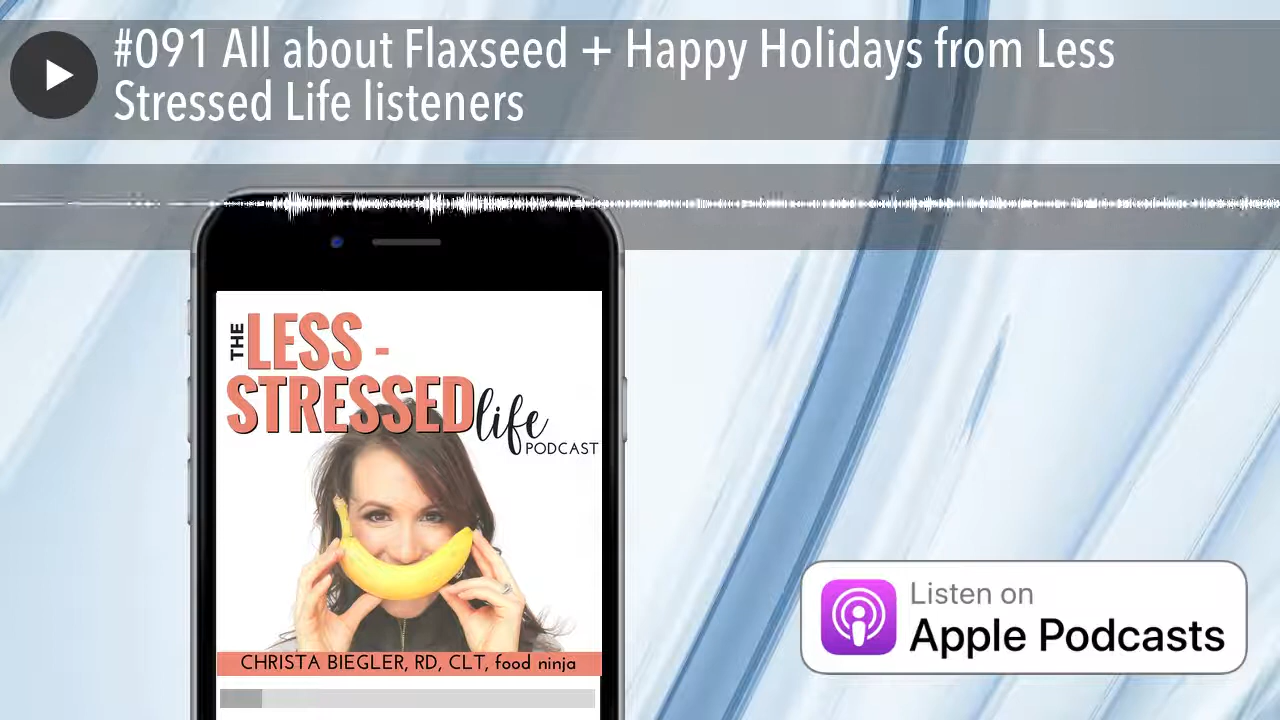 #091 All about Flaxseed + Happy Holidays from Less
Stressed Life listeners
THE LESS -
STRESSED life
PODCAST
CHRISTA BIEGLER, RD, CLT, food ninja
Listen on
Apple Podcasts